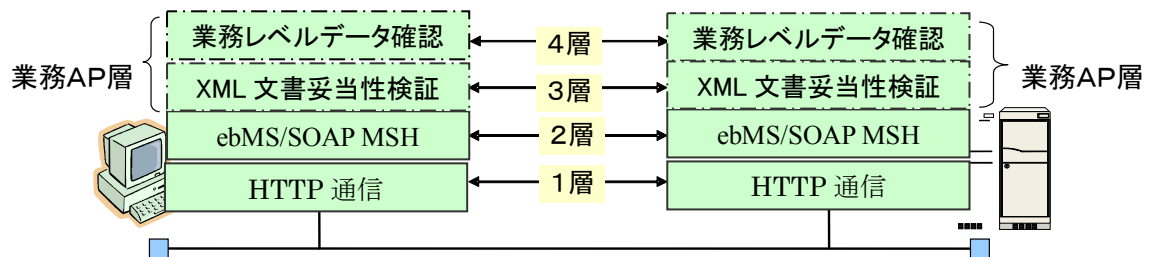 業務レベルデータ確認 4層 業務レベルデータ確認
業務AP層 XML 文書妥当性検証 3層 XML 文書妥当性検証 業務AP層
ebMS/SOAP MSH 2層 ebMS/SOAP MSH
HTTP 通信 1層 HTTP 通信